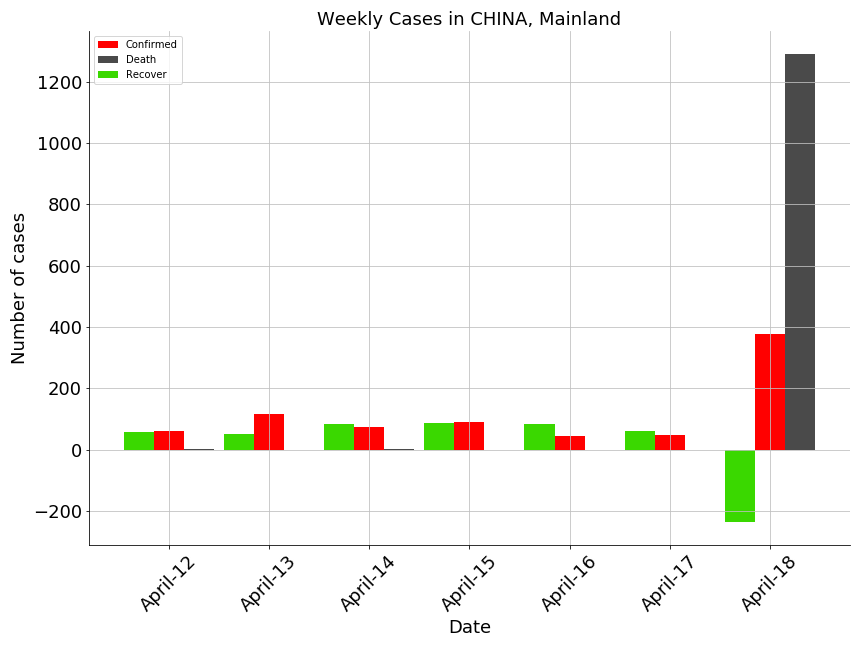 Weekly Cases in CHINA, Mainland
Confirmed
Death
Recover
1200
1000
800
600
400
200
0
−200
Number of cases
April-12
April-13
April-14
April-15
April-16
April-17
April-18
Date